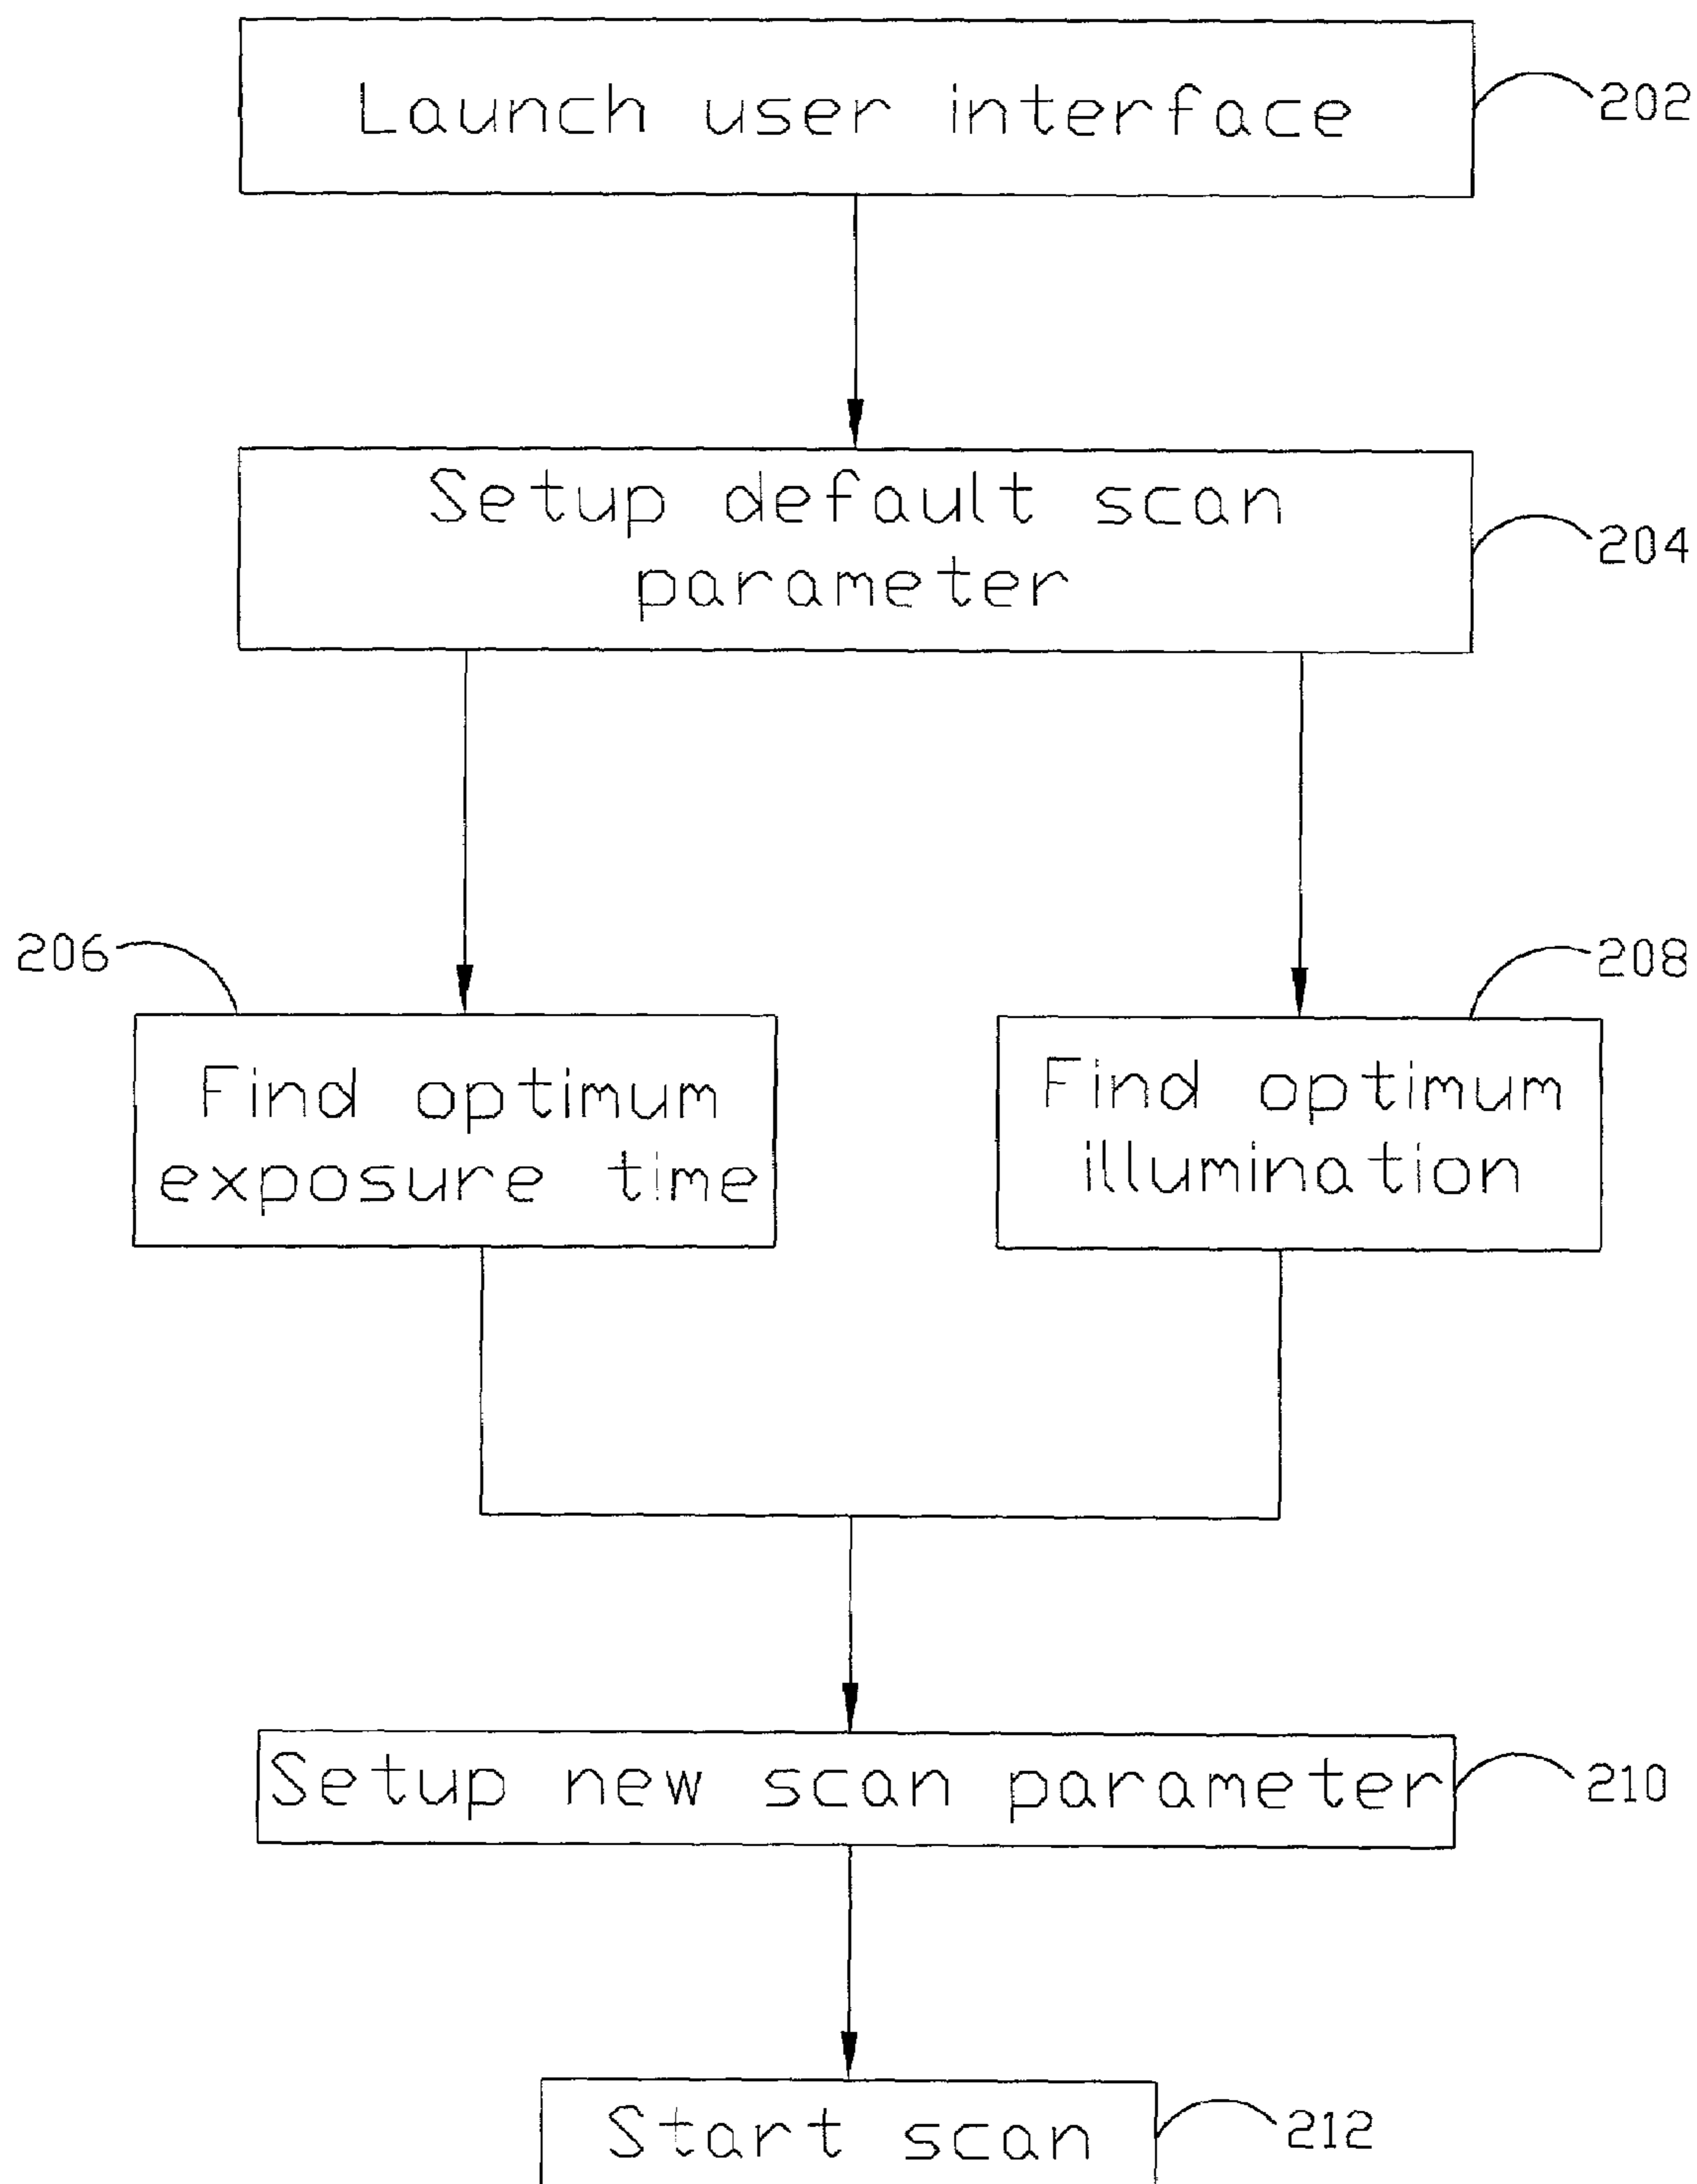 Launch user interface
202
Setup default scan
parameter
204
206
208
Find optimum
exposure time
Find optimum
illumination
Setup new scan parameter
210
Start scan
212